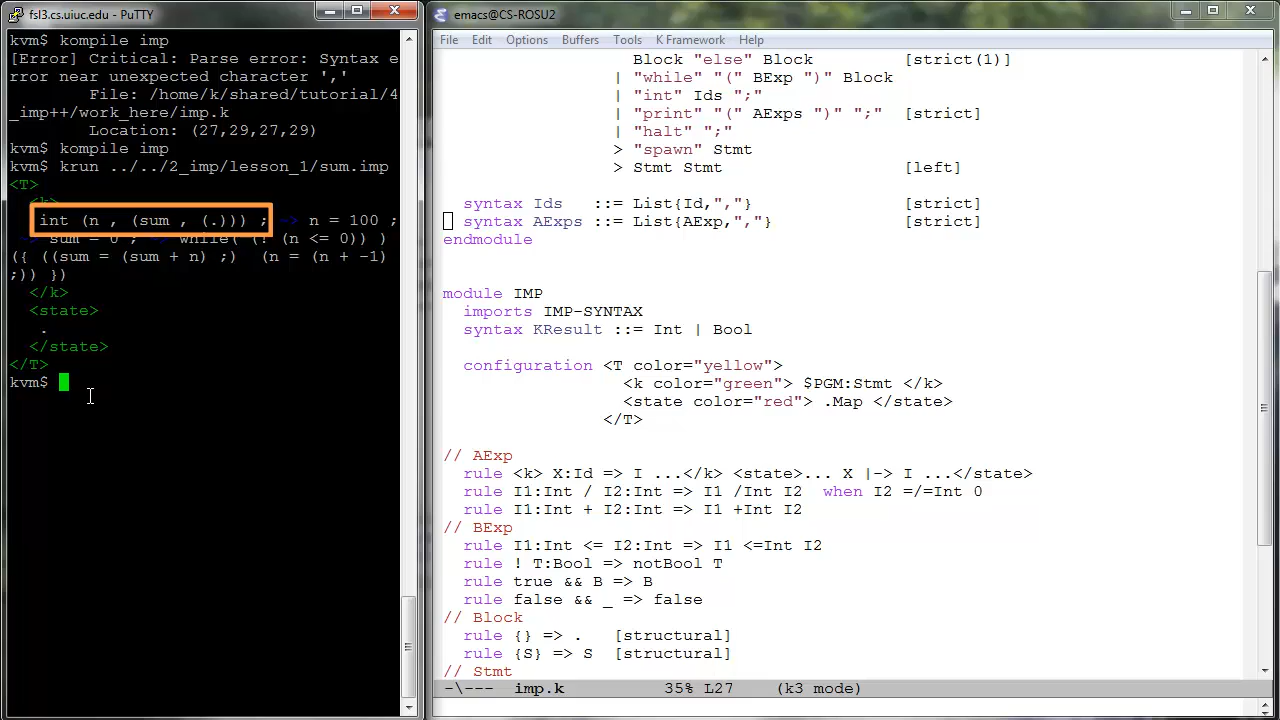 fsl3.cs.uiuc.edu - PuTTY
kvm$ kompile imp
[Error] Critical: Parse error: Syntax e
rror near unexpected character ','
File: /home/k/shared/tutorial/4
_imp++/work_here/imp.k
Location: (27,29,27,29)
kvm$ kompile imp
kvm$ krun ../../2_imp/lesson_1/sum.imp
<T>
<k>
int (n , (sum , (.))) ; ~> n = 100 ;
~> sum = 0 ; ~> while( (! (n <= 0)) )
({ ((sum = (sum + n) ;)  (n = (n + -1)
;)) })
</k>
<state>
.
</state>
</T>
kvm$
emacs@CS-ROSU2
File Edit Options Buffers Tools K Framework Help
Block "else" Block [strict(1)]
| "while" "(" BExp ")" Block
| "int" Ids ";"
| "print" "(" AExps ")" ";" [strict]
| "halt" ";"
> "spawn" Stmt
> Stmt Stmt [left]
syntax Ids ::= List{Id,","} [strict]
syntax AExps ::= List{AExp,","} [strict]
endmodule
module IMP
imports IMP-SYNTAX
syntax KResult ::= Int | Bool
configuration <T color="yellow">
<k color="green"> $PGM:Stmt </k>
<state color="red"> .Map </state>
</T>
// AExp
rule <k> X:Id => I ...</k> <state>... X |-> I ...</state>
rule I1:Int / I2:Int => I1 /Int I2  when I2 =/=Int 0
rule I1:Int + I2:Int => I1 +Int I2
// BExp
rule I1:Int <= I2:Int => I1 <=Int I2
rule ! T:Bool => notBool T
rule true && B => B
rule false && _ => false
// Block
rule {} => .   [structural]
rule {S} => S  [structural]
// Stmt
-\--- imp.k 35% L27 (k3 mode)